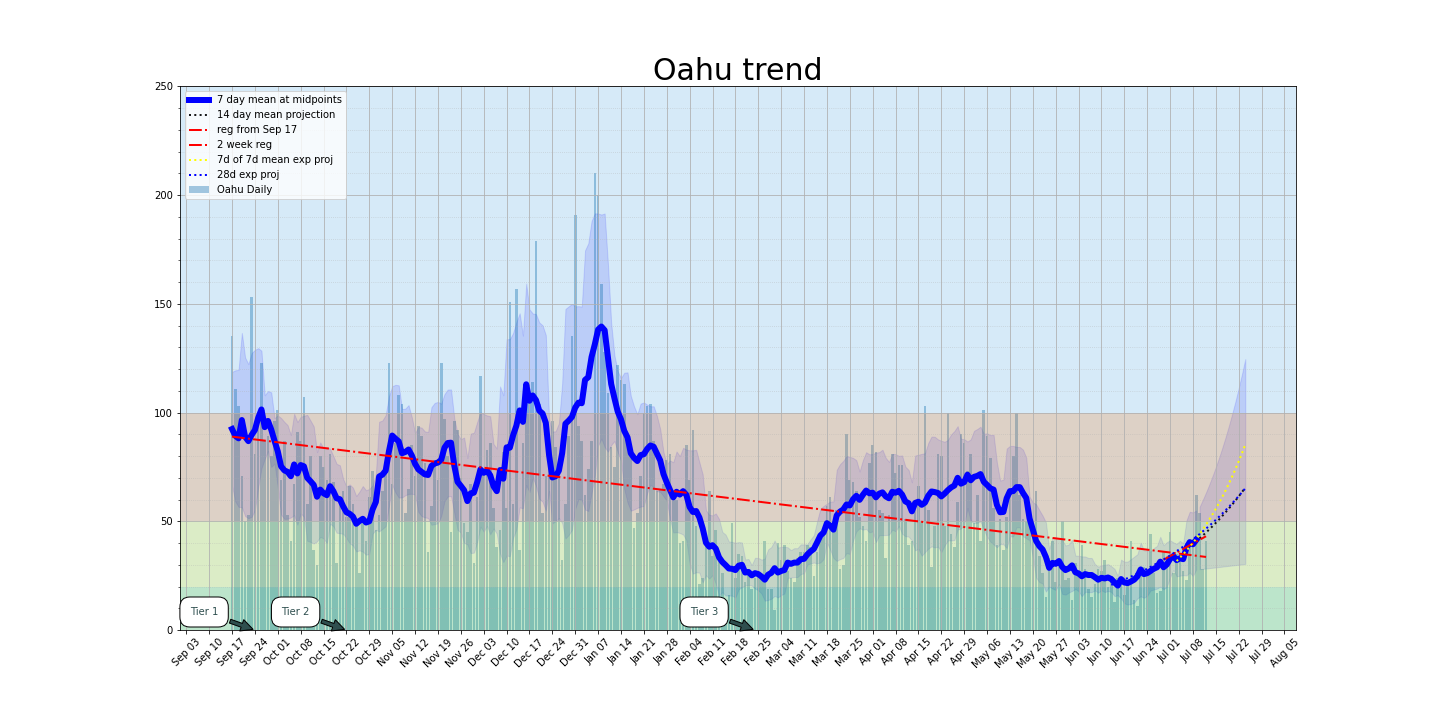 Oahu trend
250
200
150
100
50
0
7 day mean at midpoints
14 day mean projection
reg from Sep 17
2 week reg
7d of 7d mean exp proj
28d exp proj
Oahu Daily
Tier 1
Tier 2
Tier 3
Sep 03
Sep 10
Sep 17
Sep 24
Oct 01
Oct 08
Oct 15
Oct 22
Oct 29
Nov 05
Nov 12
Nov 19
Nov 26
Dec 03
Dec 10
Dec 17
Dec 24
Dec 31
Jan 07
Jan 14
Jan 21
Jan 28
Feb 04
Feb 11
Feb 18
Feb 25
Mar 04
Mar 11
Mar 18
Mar 25
Apr 01
Apr 08
Apr 15
Apr 22
Apr 29
May 06
May 13
May 20
May 27
Jun 03
Jun 10
Jun 17
Jun 24
Jul 01
Jul 08
Jul 15
Jul 22
Jul 29
Aug 05